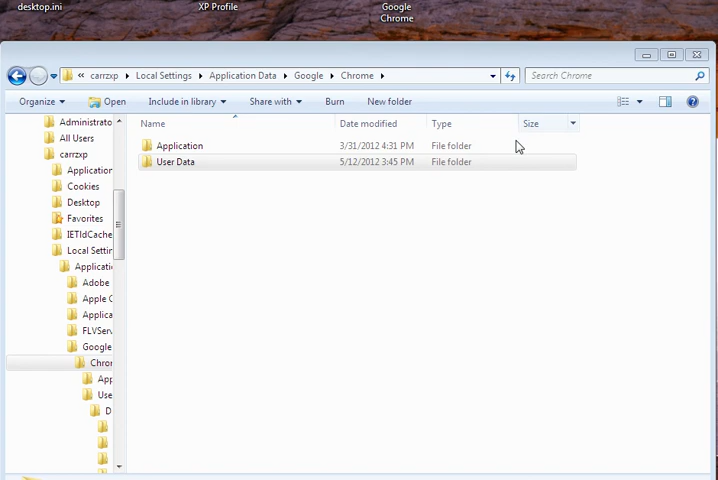 desktop.ini
XP Profile
Google
Chrome
« carrzxp Local Settings Application Data Google Chrome
Search Chrome
Organize Open Include in library Share with Burn New folder
Name Date modified Type Size
Application 3/31/2012 4:31 PM File folder
User Data 5/12/2012 3:45 PM File folder
Administrato
All Users
carrzxp
Application
Cookies
Desktop
Favorites
IETldCache
Local Settin
Applicati
Adobe
Apple C
Applica
FLVServ
Google
Chror
App
Use
D